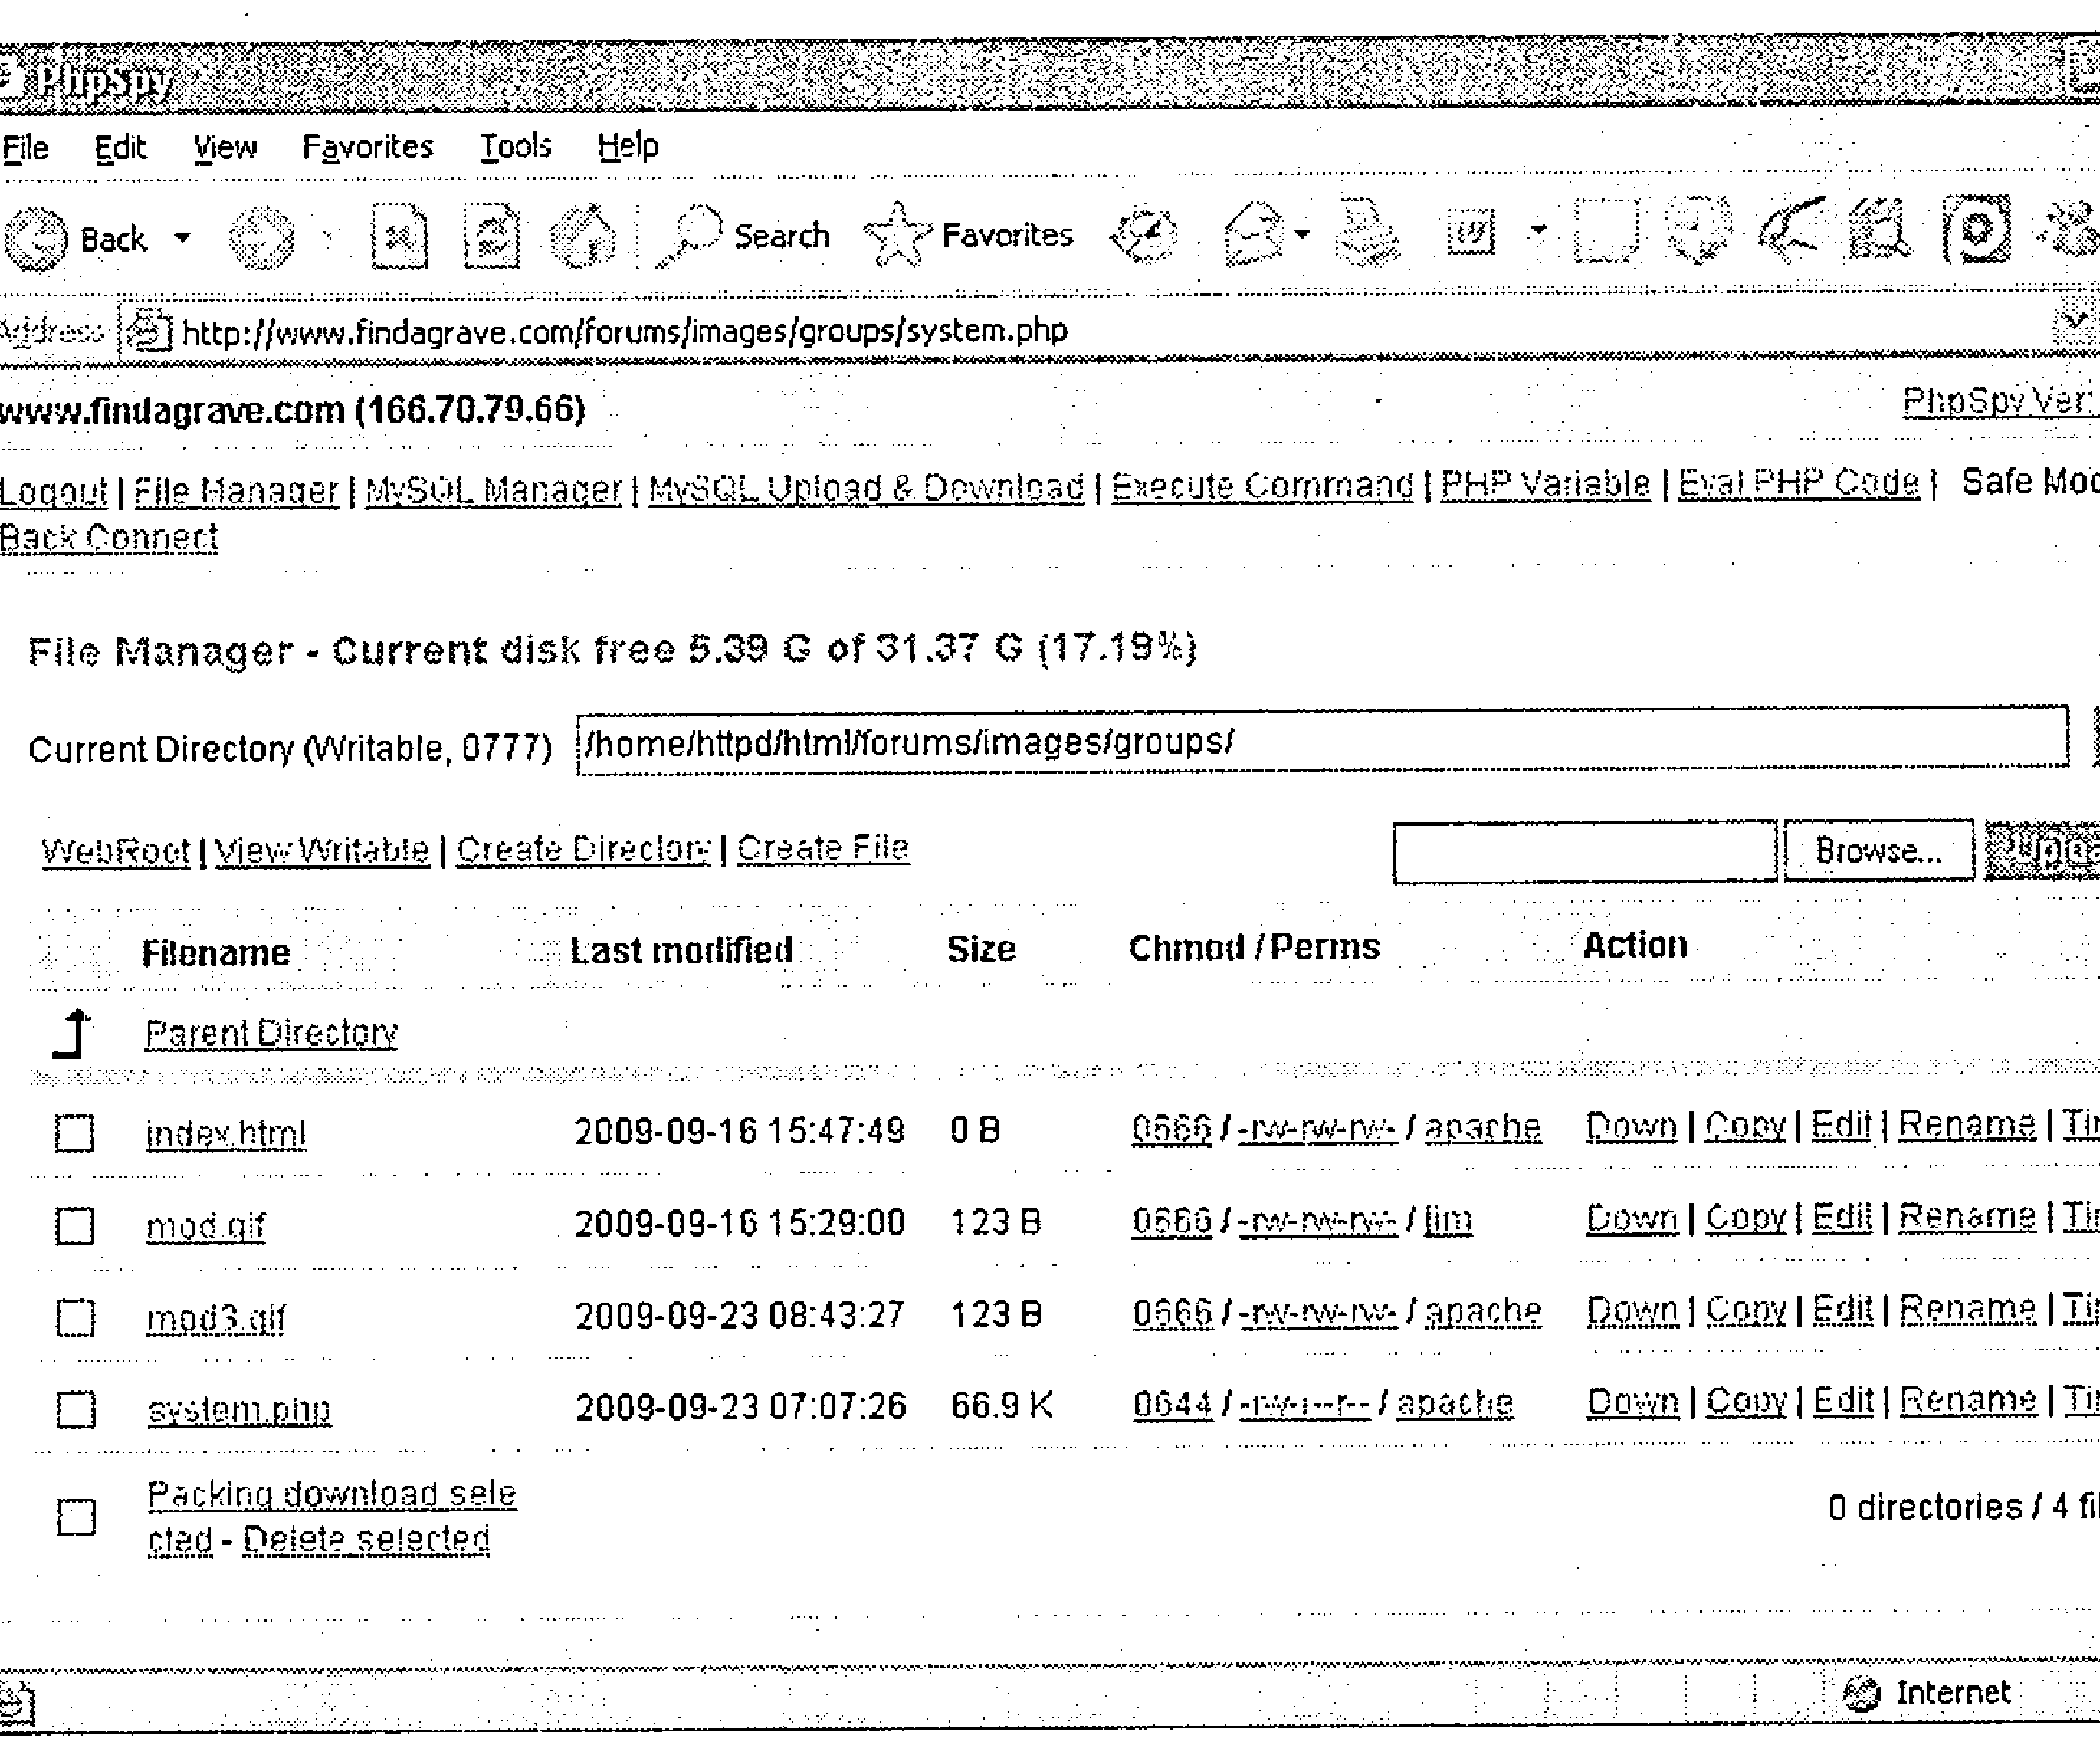 PhpSpy
File Edit View Favorites Tools Help
Back Search Favorites
Address http://www.findagrave.com/forums/images/groups/system.php
www.findagrave.com (166.70.79.66) PhpSpy Ver:
Logout | File Manager | MySQL Manager | MySQL Upload & Download | Execute Command | PHP Variable | Eval PHP Code | Safe Mod
Back Connect
File Manager - Current disk free 5.39 G of 31.37 G (17.19%)
Current Directory (Writable, 0777) /home/httpd/html/forums/images/groups/
WebRoot | View Writable | Create Directory | Create File Browse...
Filename Last modified Size Chmod / Perms Action
Parent Directory
index.html 2009-09-16 15:47:49 0 B 0666 / -rw-rw-rw- / apache Down | Copy | Edit | Rename |
mod.gif 2009-09-16 15:29:00 123 B 0666 / -rw-rw-rw- / jim Down | Copy | Edit | Rename |
mod3.gif 2009-09-23 08:43:27 123 B 0666 / -rw-rw-rw- / apache Down | Copy | Edit | Rename |
system.php 2009-09-23 07:07:26 66.9 K 0644 / -rw-r--r-- / apache Down | Copy | Edit | Rename |
Packing download sele
cted - Delete selected 0 directories / 4 fil
Internet